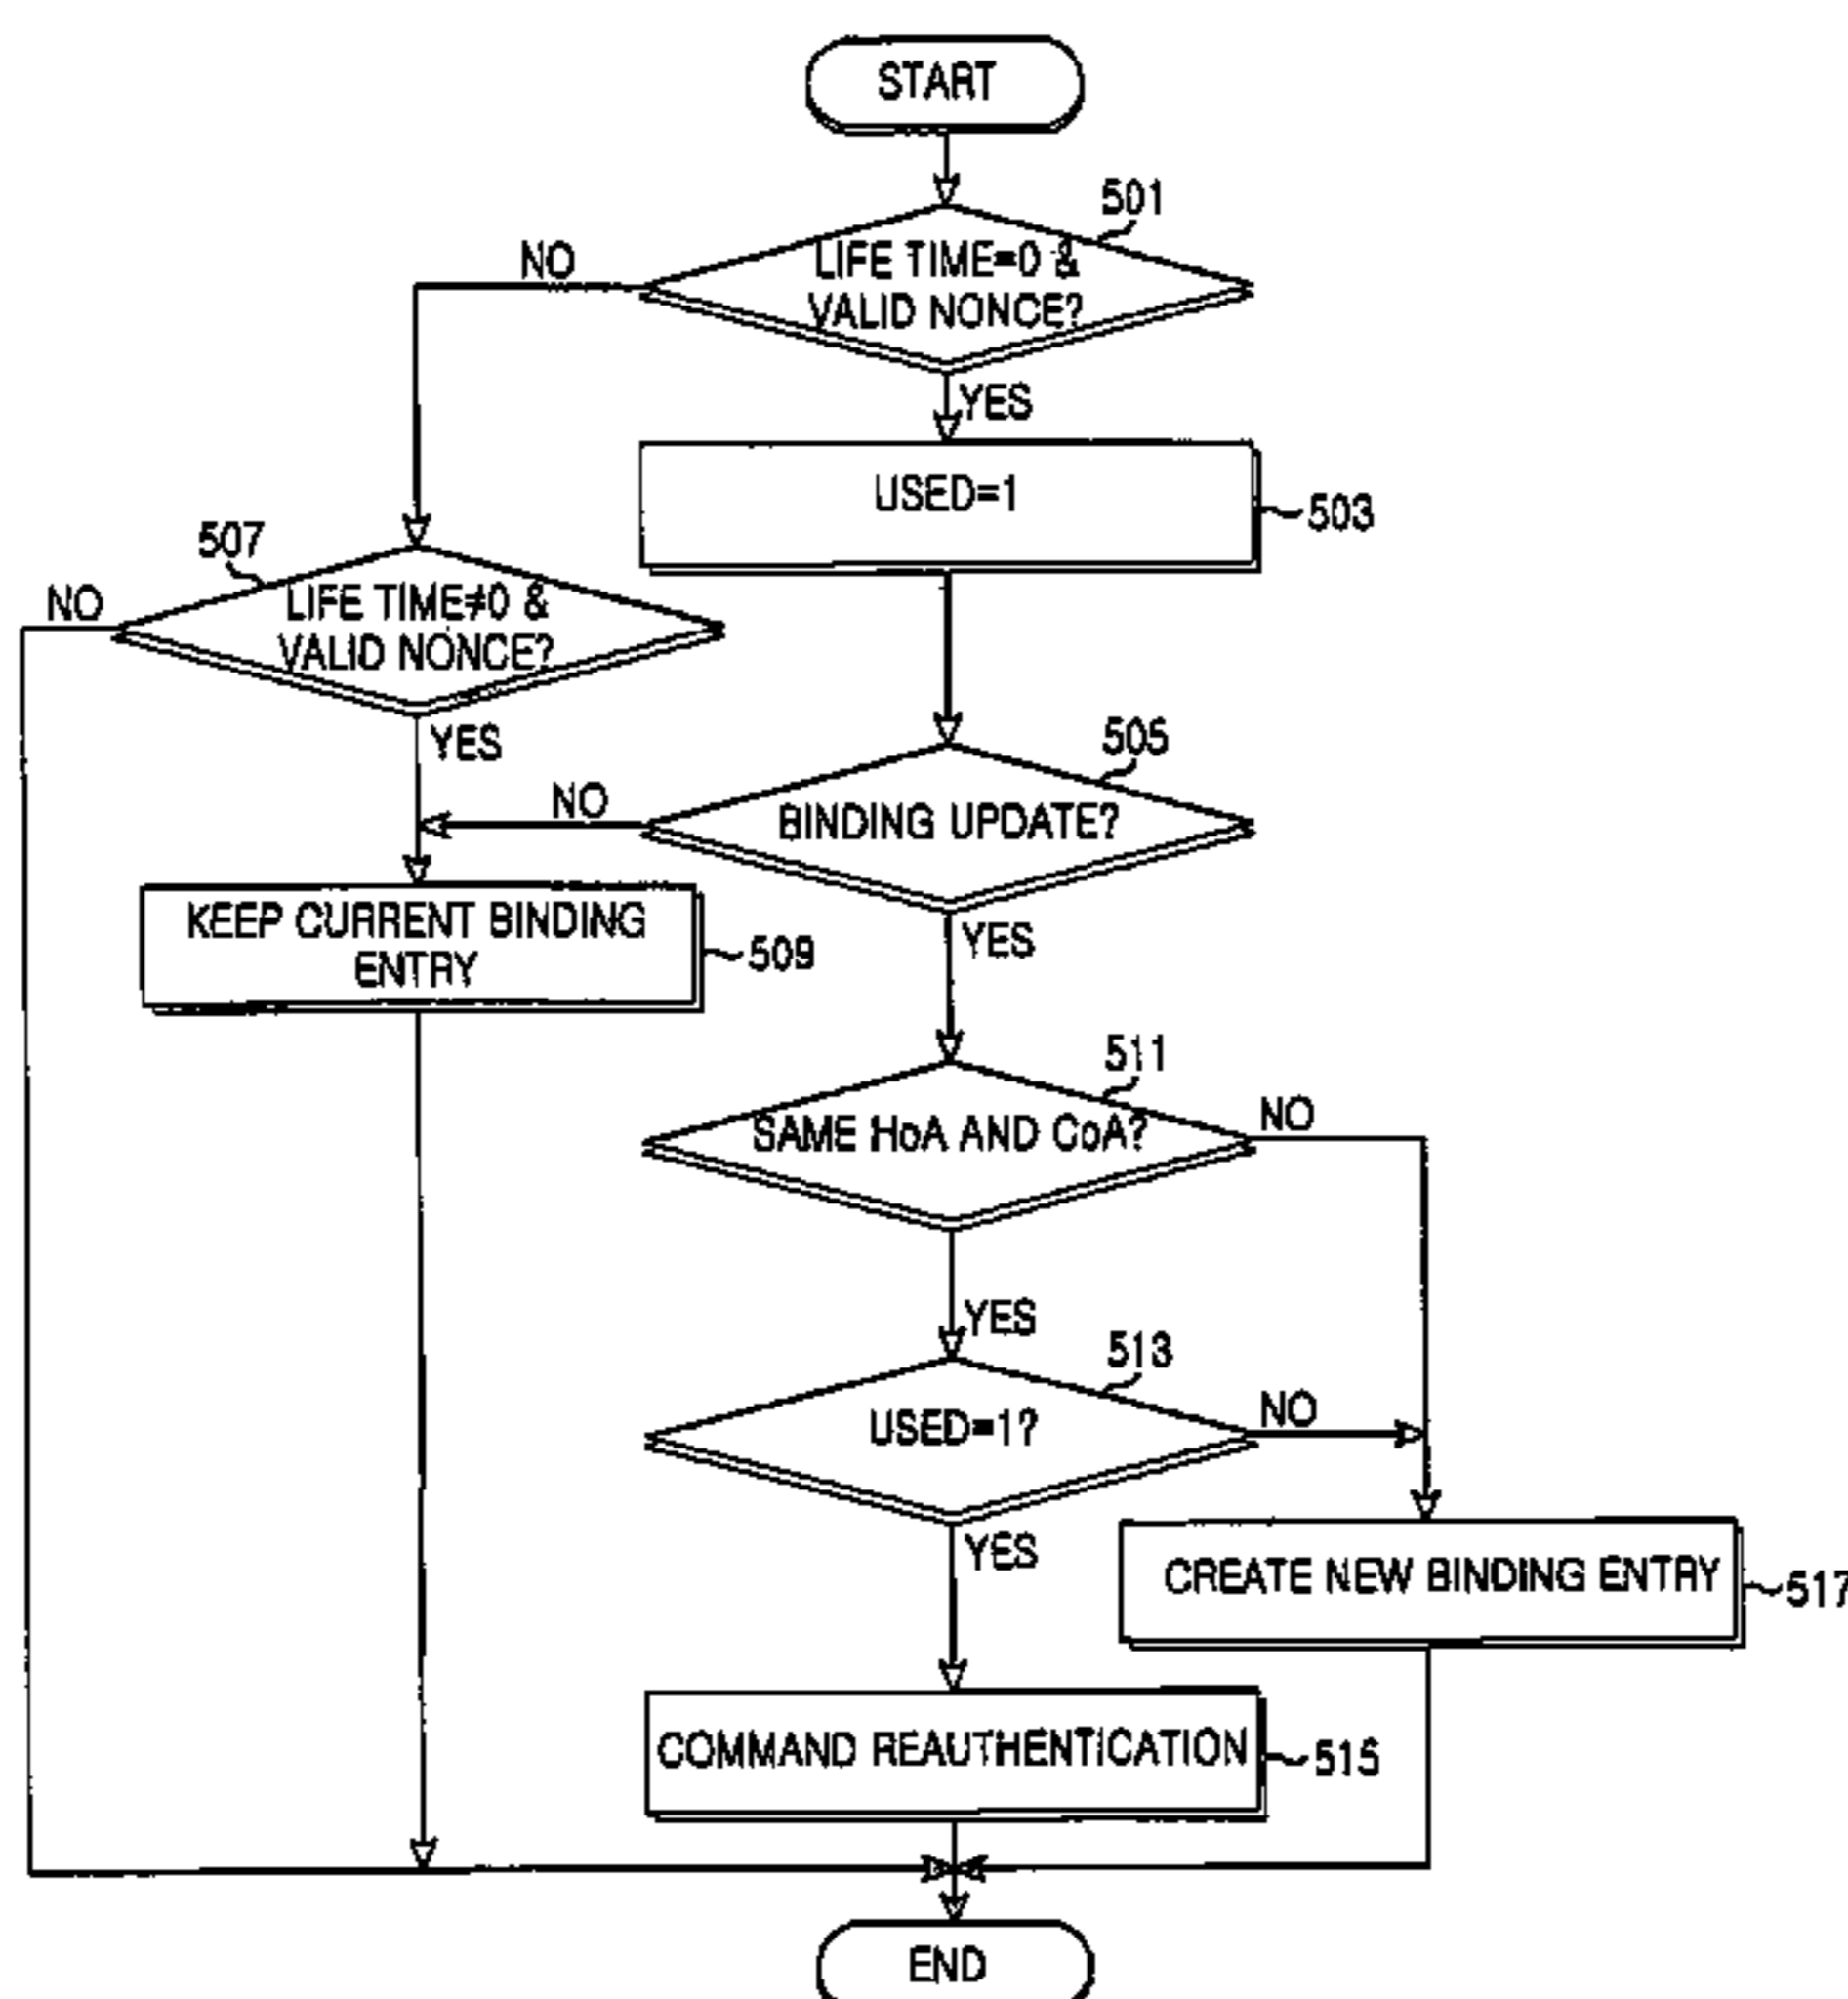 START
501
NO
LIFE TIME=0 &
VALID NONCE?
YES
USED=1
503
507
NO
LIFE TIME≠0 &
VALID NONCE?
YES
505
NO
BINDING UPDATE?
YES
KEEP CURRENT BINDING
ENTRY
509
511
SAME HoA AND CoA?
NO
YES
513
USED=1?
NO
YES
CREATE NEW BINDING ENTRY
517
COMMAND REAUTHENTICATION
515
END